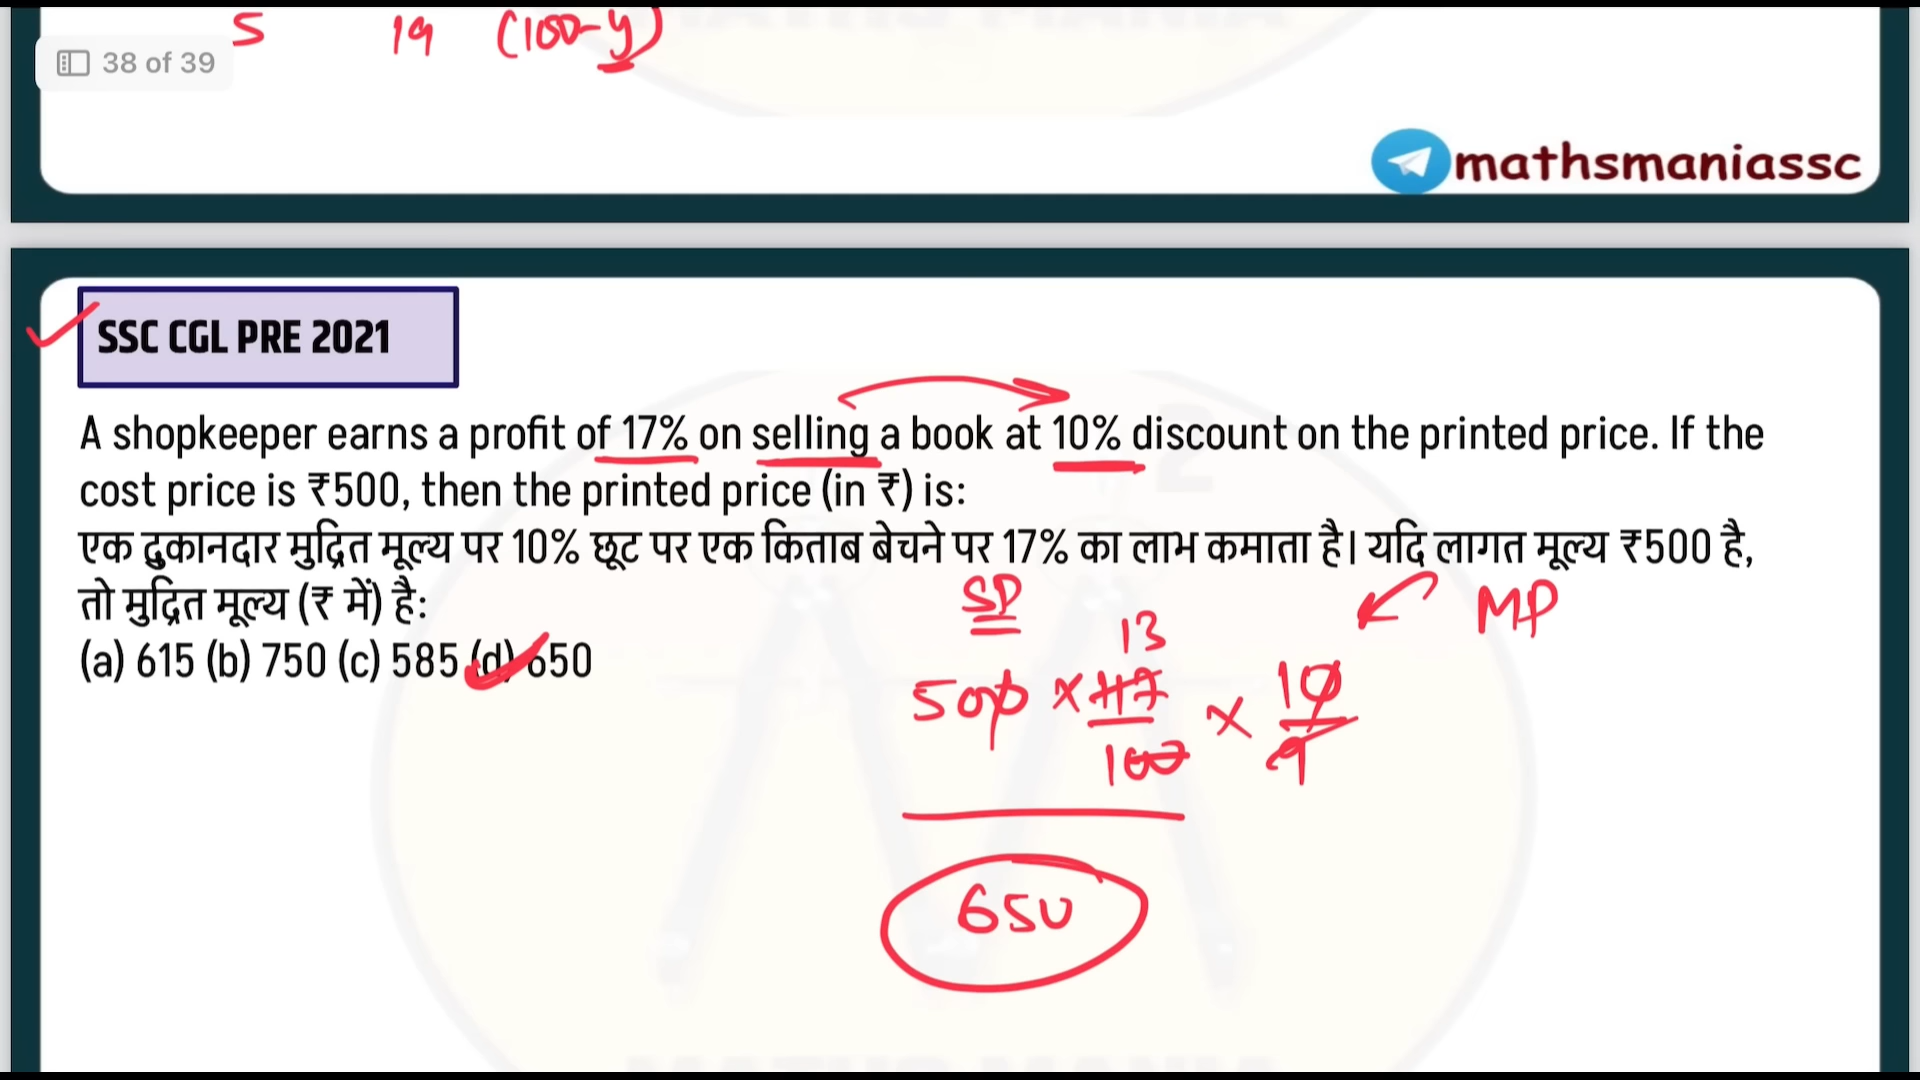 5 19 (100-y)
38 of 39
mathsmaniassc
SSC CGL PRE 2021
A shopkeeper earns a profit of 17% on selling a book at 10% discount on the printed price. If the
cost price is ₹500, then the printed price (in ₹) is:
एक दुकानदार मुद्रित मूल्य पर 10% छूट पर एक किताब बेचने पर 17% का लाभ कमाता है। यदि लागत मूल्य ₹500 है,
तो मुद्रित मूल्य (₹ में) है:
(a) 615 (b) 750 (c) 585 (d) 650
SP MP
13
500 × 117/100 × 10/9
650